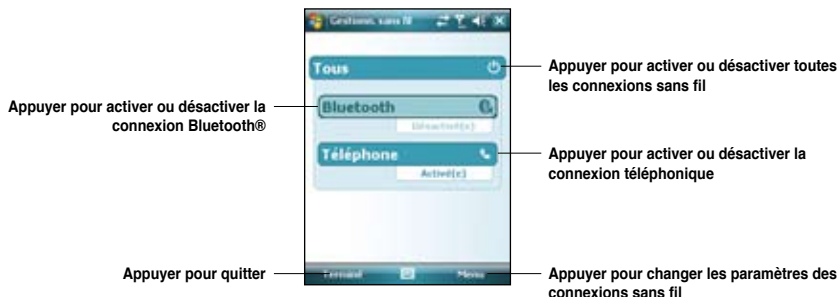 Gestionn. sans fil
Tous
Appuyer pour activer ou désactiver toutes
les connexions sans fil
Appuyer pour activer ou désactiver la
connexion Bluetooth®
Bluetooth
Désactivé(e)
Téléphone
Activé(e)
Appuyer pour activer ou désactiver la
connexion téléphonique
Appuyer pour quitter
Terminé
Menu
Appuyer pour changer les paramètres des
connexions sans fil